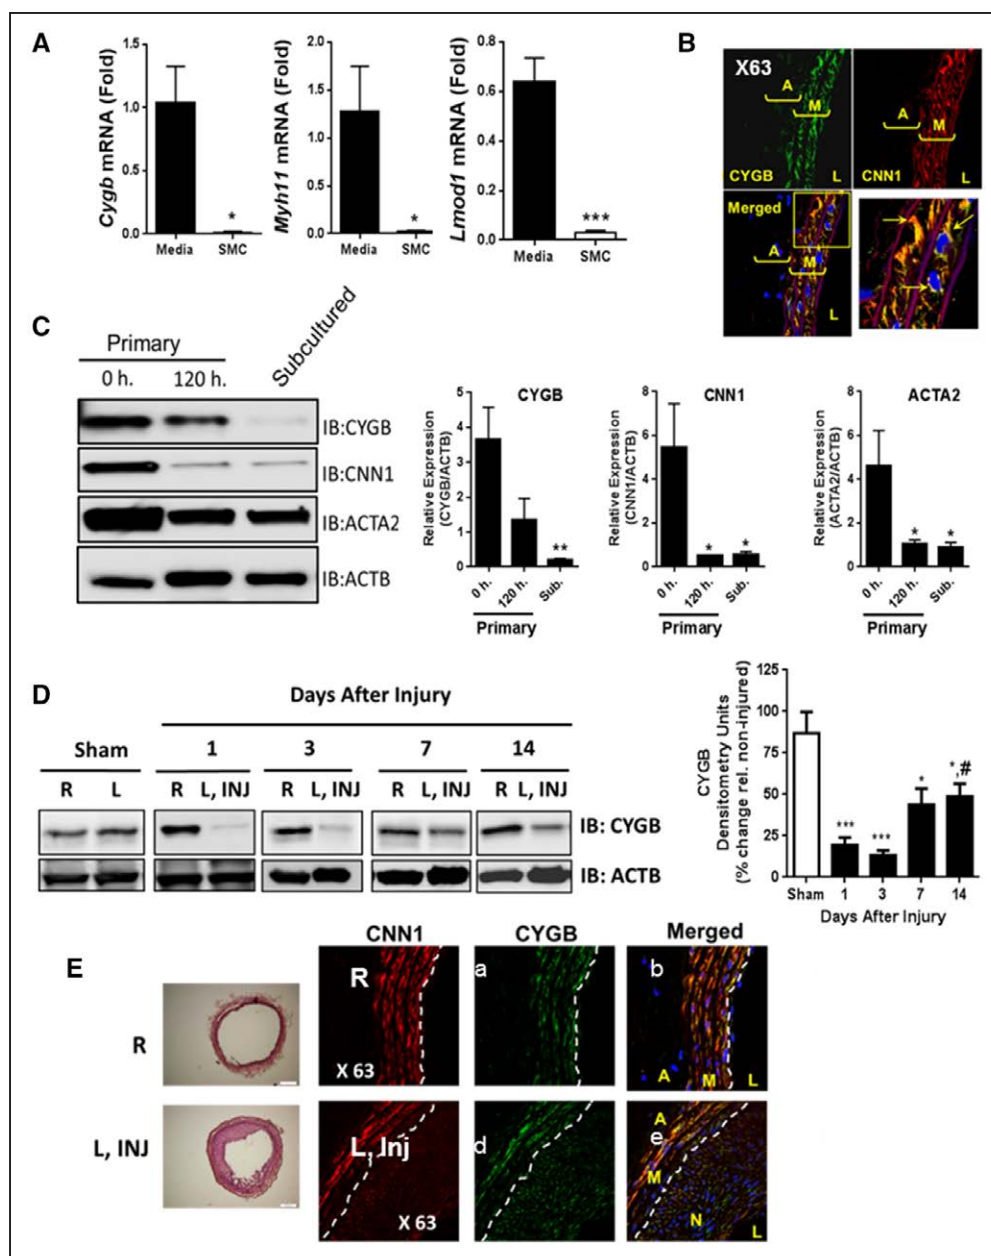 A
Cygb mRNA (Fold)
1.5
1.0
0.5
0.0
*
Media
SMC
Myh11 mRNA (Fold)
2.0
1.5
1.0
0.5
0.0
*
Media
SMC
Lmod1 mRNA (Fold)
0.8
0.6
0.4
0.2
0.0
***
Media
SMC
B
X63
A
M
CYGB
L
A
M
CNN1
L
Merged
A
M
L
C
Primary
0 h.
120 h.
Subcultured
IB:CYGB
IB:CNN1
IB:ACTA2
IB:ACTB
CYGB
Relative Expression
(CYGB/ACTB)
5
4
3
2
1
0
**
0 h.
120 h.
Sub.
Primary
CNN1
Relative Expression
(CNN1/ACTB)
8
6
4
2
0
*
*
0 h.
120 h.
Sub.
Primary
ACTA2
Relative Expression
(ACTA2/ACTB)
8
6
4
2
0
*
*
0 h.
120 h.
Sub.
Primary
D
Days After Injury
Sham
1
3
7
14
R
L
R
L, INJ
R
L, INJ
R
L, INJ
R
L, INJ
IB: CYGB
IB: ACTB
CYGB
Densitometry Units
(% change rel. non-injured)
125
100
75
50
25
0
***
***
*
*,#
Sham
1
3
7
14
Days After Injury
E
CNN1
CYGB
Merged
R
R
X 63
a
b
A
M
L
L, INJ
L, Inj
X 63
d
A
e
M
N
L